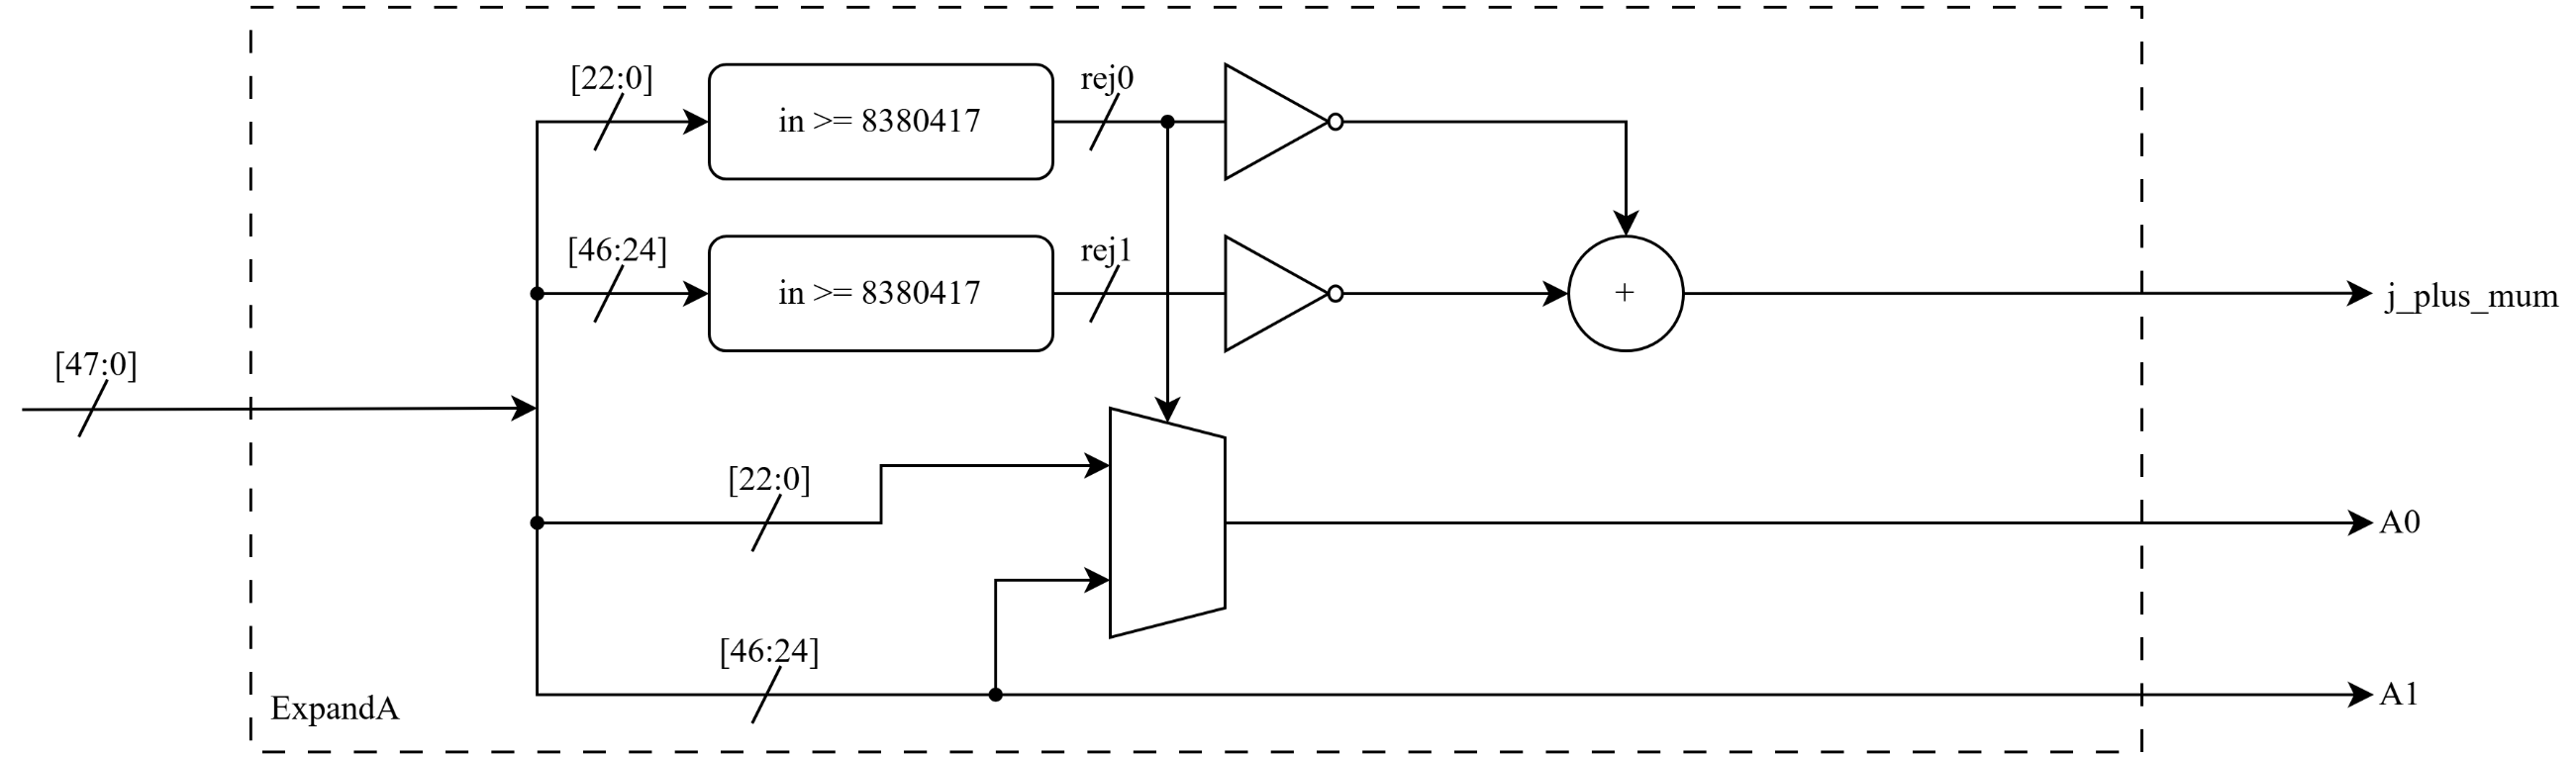 [22:0]
rej0
in >= 8380417
[46:24]
rej1
in >= 8380417
+
j_plus_mum
[47:0]
[22:0]
A0
[46:24]
A1
ExpandA